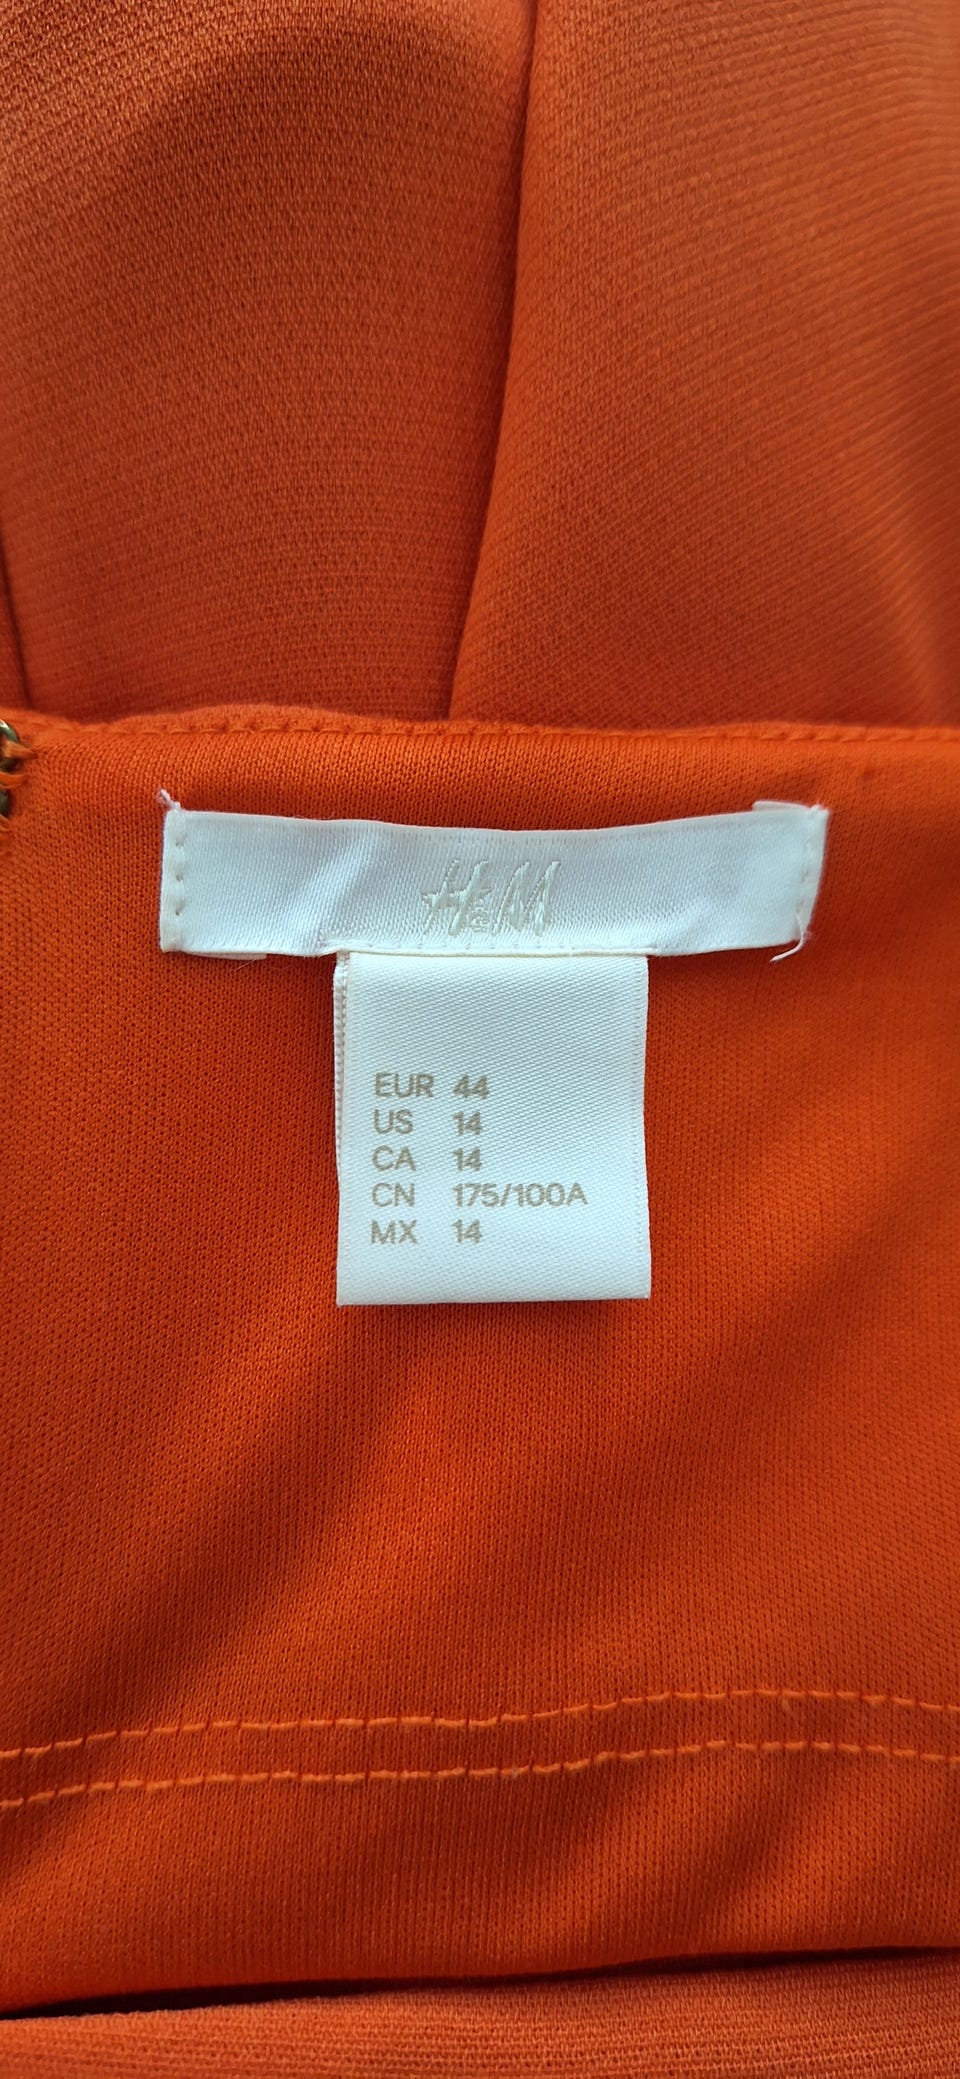 H&M
EUR 44
US 14
CA 14
CN 175/100A
MX 14